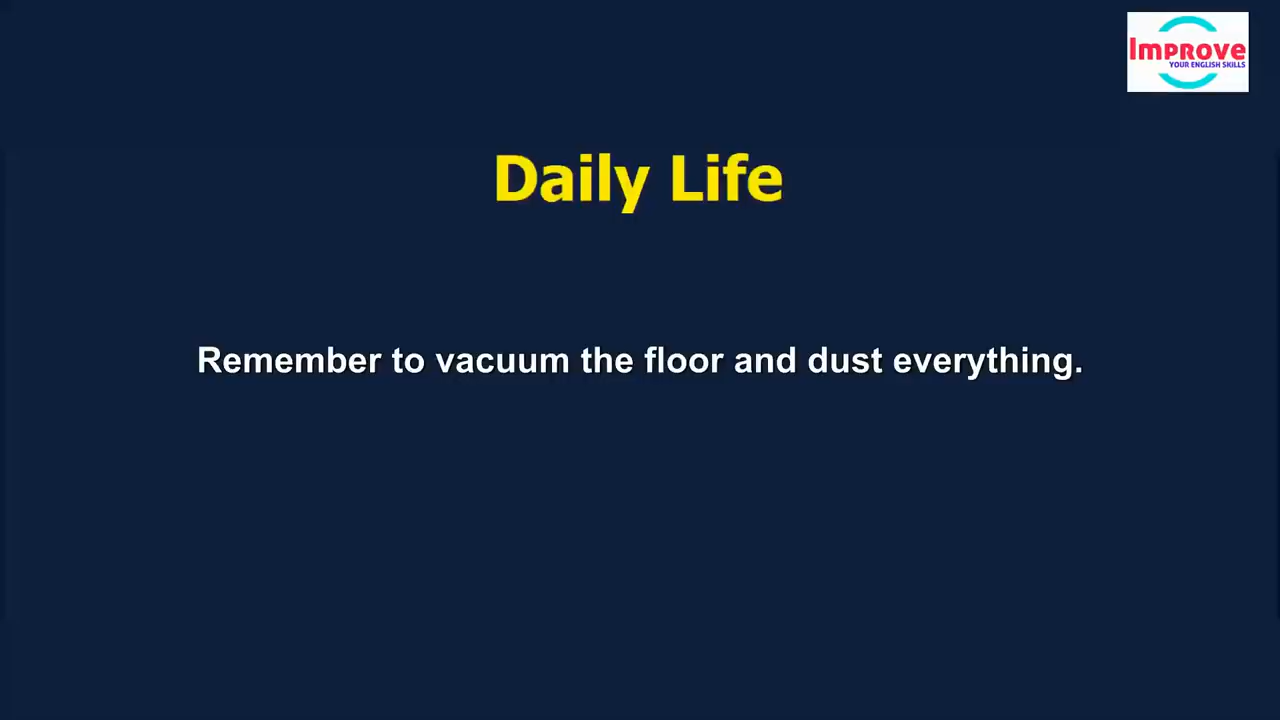 Improve
YOUR ENGLISH SKILLS
Daily Life
Remember to vacuum the floor and dust everything.